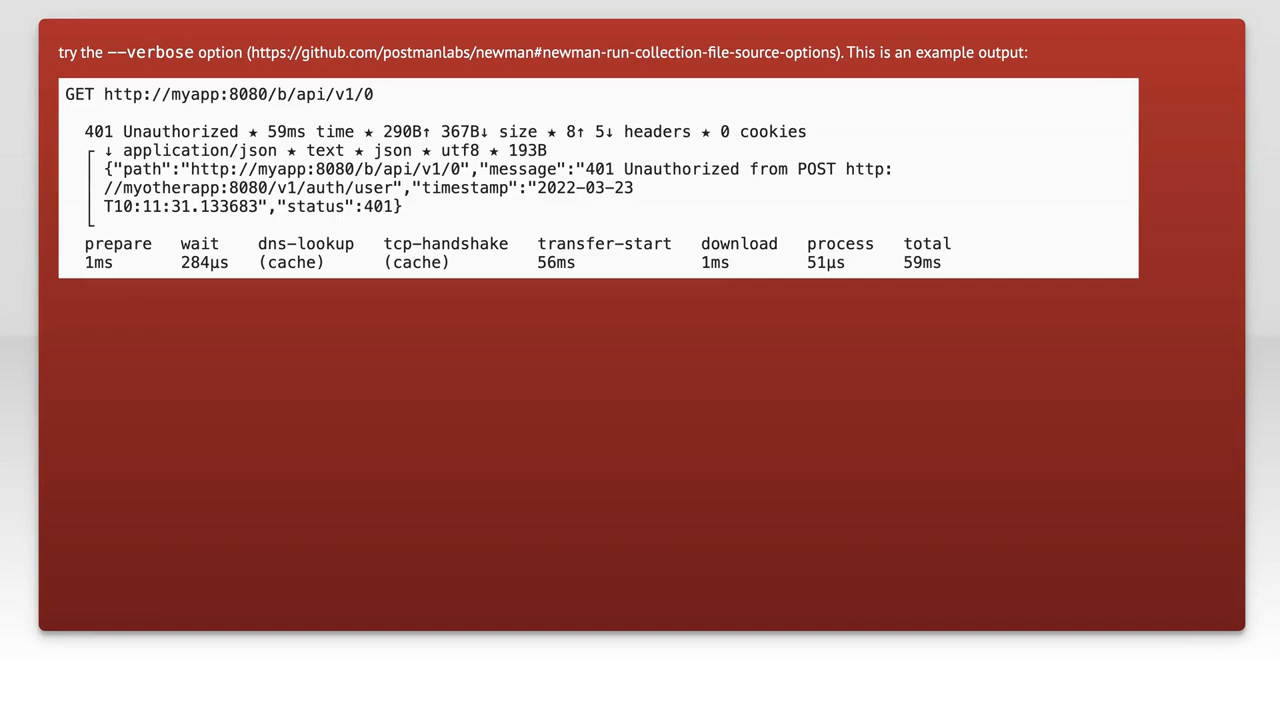 try the --verbose option (https://github.com/postmanlabs/newman#newman-run-collection-file-source-options). This is an example output:
GET http://myapp:8080/b/api/v1/0
401 Unauthorized ★ 59ms time ★ 290B↑ 367B↓ size ★ 8↑ 5↓ headers ★ 0 cookies
┌ ↓ application/json ★ text ★ json ★ utf8 ★ 193B
│ {"path":"http://myapp:8080/b/api/v1/0","message":"401 Unauthorized from POST http:
│ //myotherapp:8080/v1/auth/user","timestamp":"2022-03-23
│ T10:11:31.133683","status":401}
└
prepare wait dns-lookup tcp-handshake transfer-start download process total
1ms 284µs (cache) (cache) 56ms 1ms 51µs 59ms